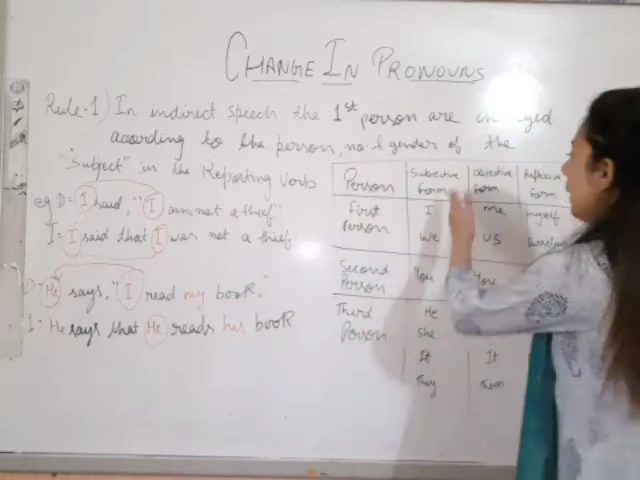 CHANGE IN PRONOUNS
Rule-1) In indirect speech the 1st person are
according to the person, no. & gender of the
"Subject" in the Reporting Verb
eg D= I said, "I am not a thief"
I= I said that I was not a thief.
D= He says, "I read my book,"
I= He says that He reads his book
Person Subjective form Objective form Reflexive form
First Person I me myself
We US
Second Person You You
Third Person He
She
It It
They Them